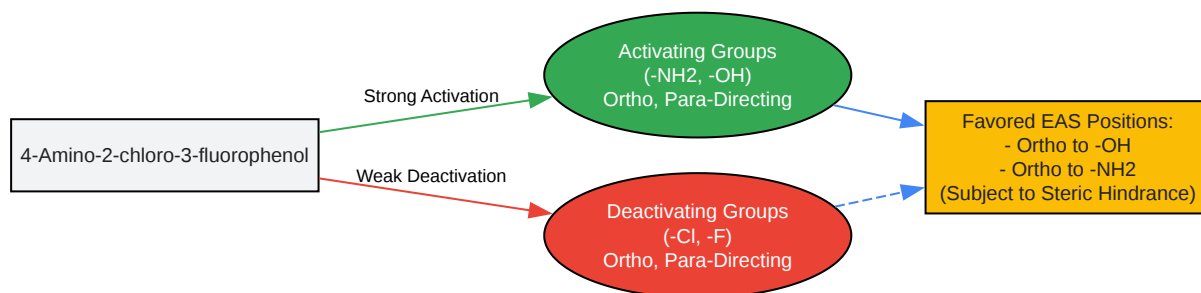 4-Amino-2-chloro-3-fluorophenol
Strong Activation
Weak Deactivation
Activating Groups
(-NH2, -OH)
Ortho, Para-Directing
Deactivating Groups
(-Cl, -F)
Ortho, Para-Directing
Favored EAS Positions:
- Ortho to -OH
- Ortho to -NH2
(Subject to Steric Hindrance)